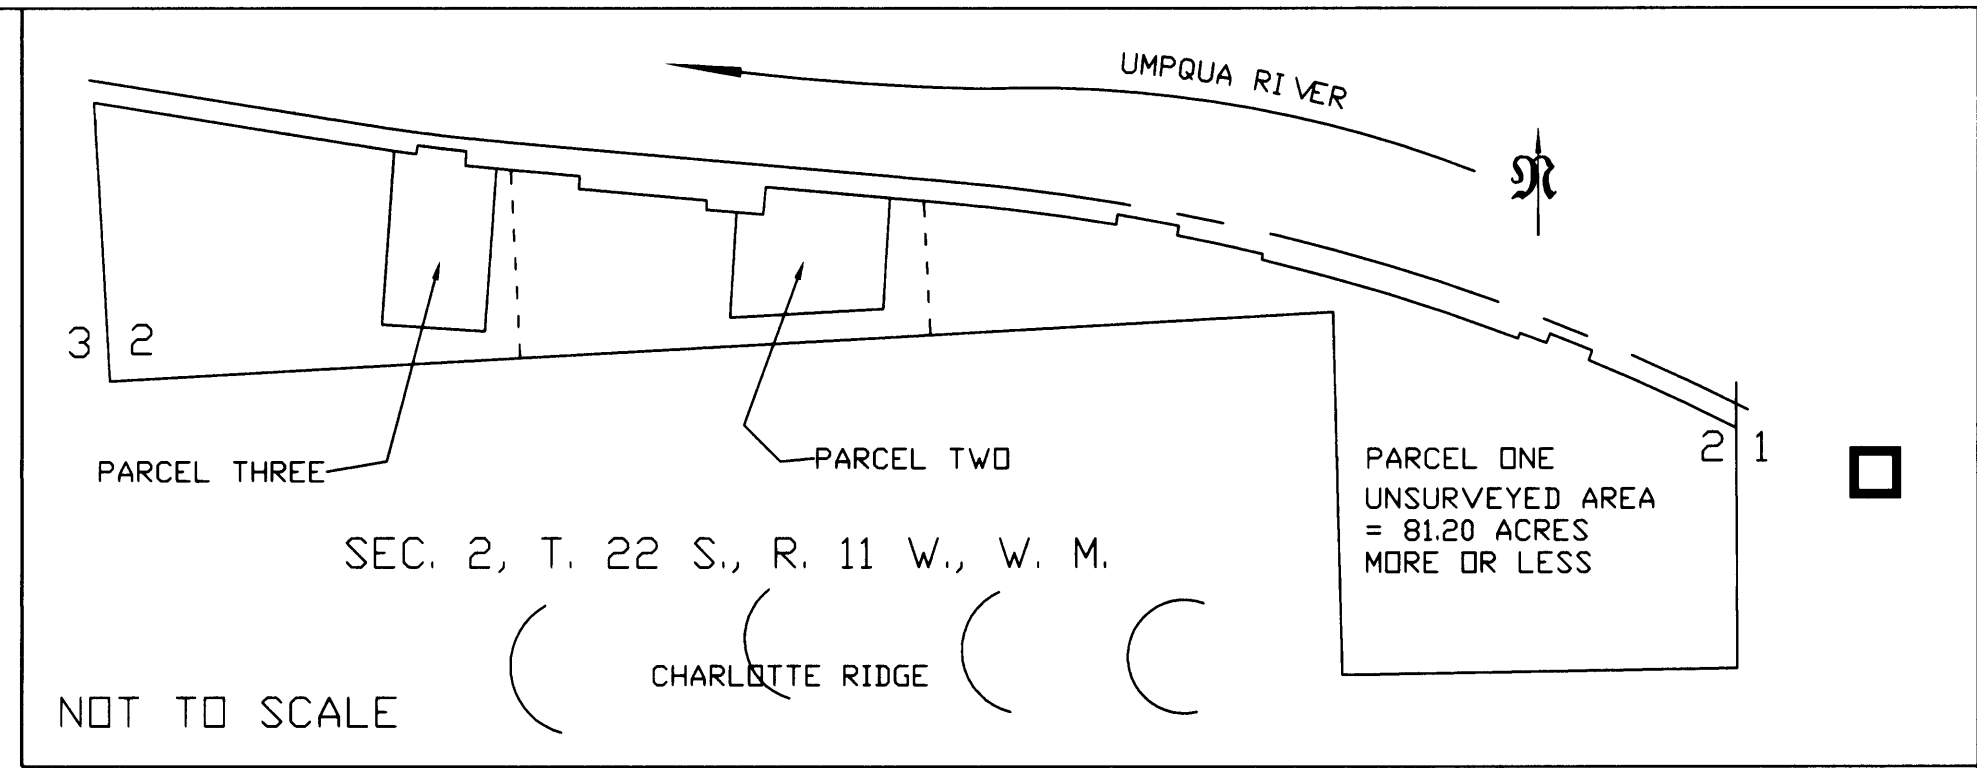 UMPQUA RIVER
N
3 2
PARCEL THREE
PARCEL TWO
2 1
PARCEL ONE
UNSURVEYED AREA
= 81.20 ACRES
MORE OR LESS
SEC. 2, T. 22 S., R. 11 W., W. M.
CHARLOTTE RIDGE
NOT TO SCALE